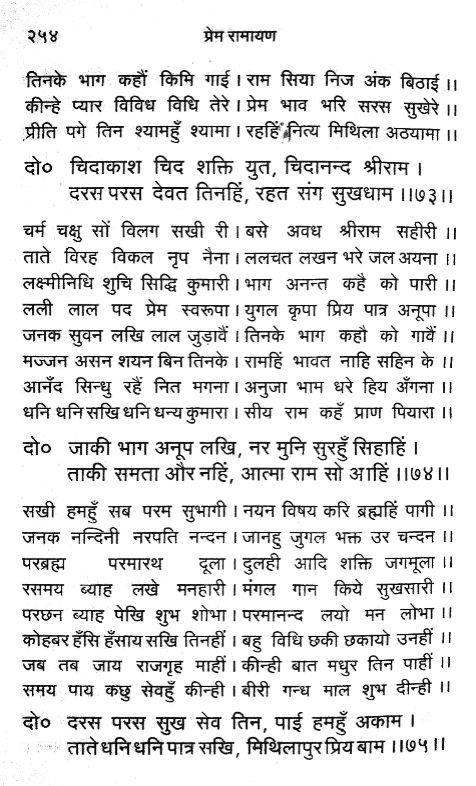 २५४ प्रेम रामायण
तिनके भाग कहौं किमि गाई । राम सिया निज अंक बिठाई ।।
कीन्हे प्यार विविध विधि तेरे । प्रेम भाव भरि सरस सुखेरे ।।
प्रीति पगे तिन श्यामहुँ श्यामा । रहहिं नित्य मिथिला अठयामा ।।
दो० चिदाकाश चिद शक्ति युत, चिदानन्द श्रीराम ।
दरस परस देवत तिनहिं, रहत संग सुखधाम ।।७३।।
चर्म चक्षु सों विलग सखी री । बसे अवध श्रीराम सहीरी ।।
ताते विरह विकल नृप नैना । ललचत लखन भरे जल अयना ।।
लक्ष्मीनिधि शुचि सिद्धि कुमारी । भाग अनन्त कहै को पारी ।।
लली लाल पद प्रेम स्वरूपा । युगल कृपा प्रिय पात्र अनूपा ।।
जनक सुवन लखि लाल जुड़ावैं । तिनके भाग कहौ को गावैं ।।
मज्जन असन शयन बिन तिनके । रामहिं भावत नाहि सहिन के ।।
आनँद सिन्धु रहैं नित मगना । अनुजा भाम धरे हिय अँगना ।।
धनि धनि सखि धनि धन्य कुमारा । सीय राम कहँ प्राण पियारा ।।
दो० जाकी भाग अनूप लखि, नर मुनि सुरहुँ सिहाहिं ।
ताकी समता और नहिं, आत्मा राम सो आहिं ।।७४।।
सखी हमहुँ सब परम सुभागी । नयन विषय करि ब्रह्महिं पागी ।।
जनक नन्दिनी नरपति नन्दन । जानहु जुगल भक्त उर चन्दन ।।
परब्रह्म परमारथ दूला । दुलही आदि शक्ति जगमूला ।।
रसमय ब्याह लखे मनहारी । मंगल गान किये सुखसारी ।।
परछन ब्याह पेखि शुभ शोभा । परमानन्द लयो मन लोभा ।।
कोहबर हँसि हँसाय सखि तिनहीं । बहु विधि छकी छकायो उनहीं ।।
जब तब जाय राजगृह माहीं । कीन्ही बात मधुर तिन पाहीं ।।
समय पाय कछु सेवहुँ कीन्ही । बीरी गन्ध माल शुभ दीन्ही ।।
दो० दरस परस सुख सेव तिन, पाई हमहुँ अकाम ।
ताते धनि धनि पात्र सखि, मिथिलापुर प्रिय बाम ।।७५।।